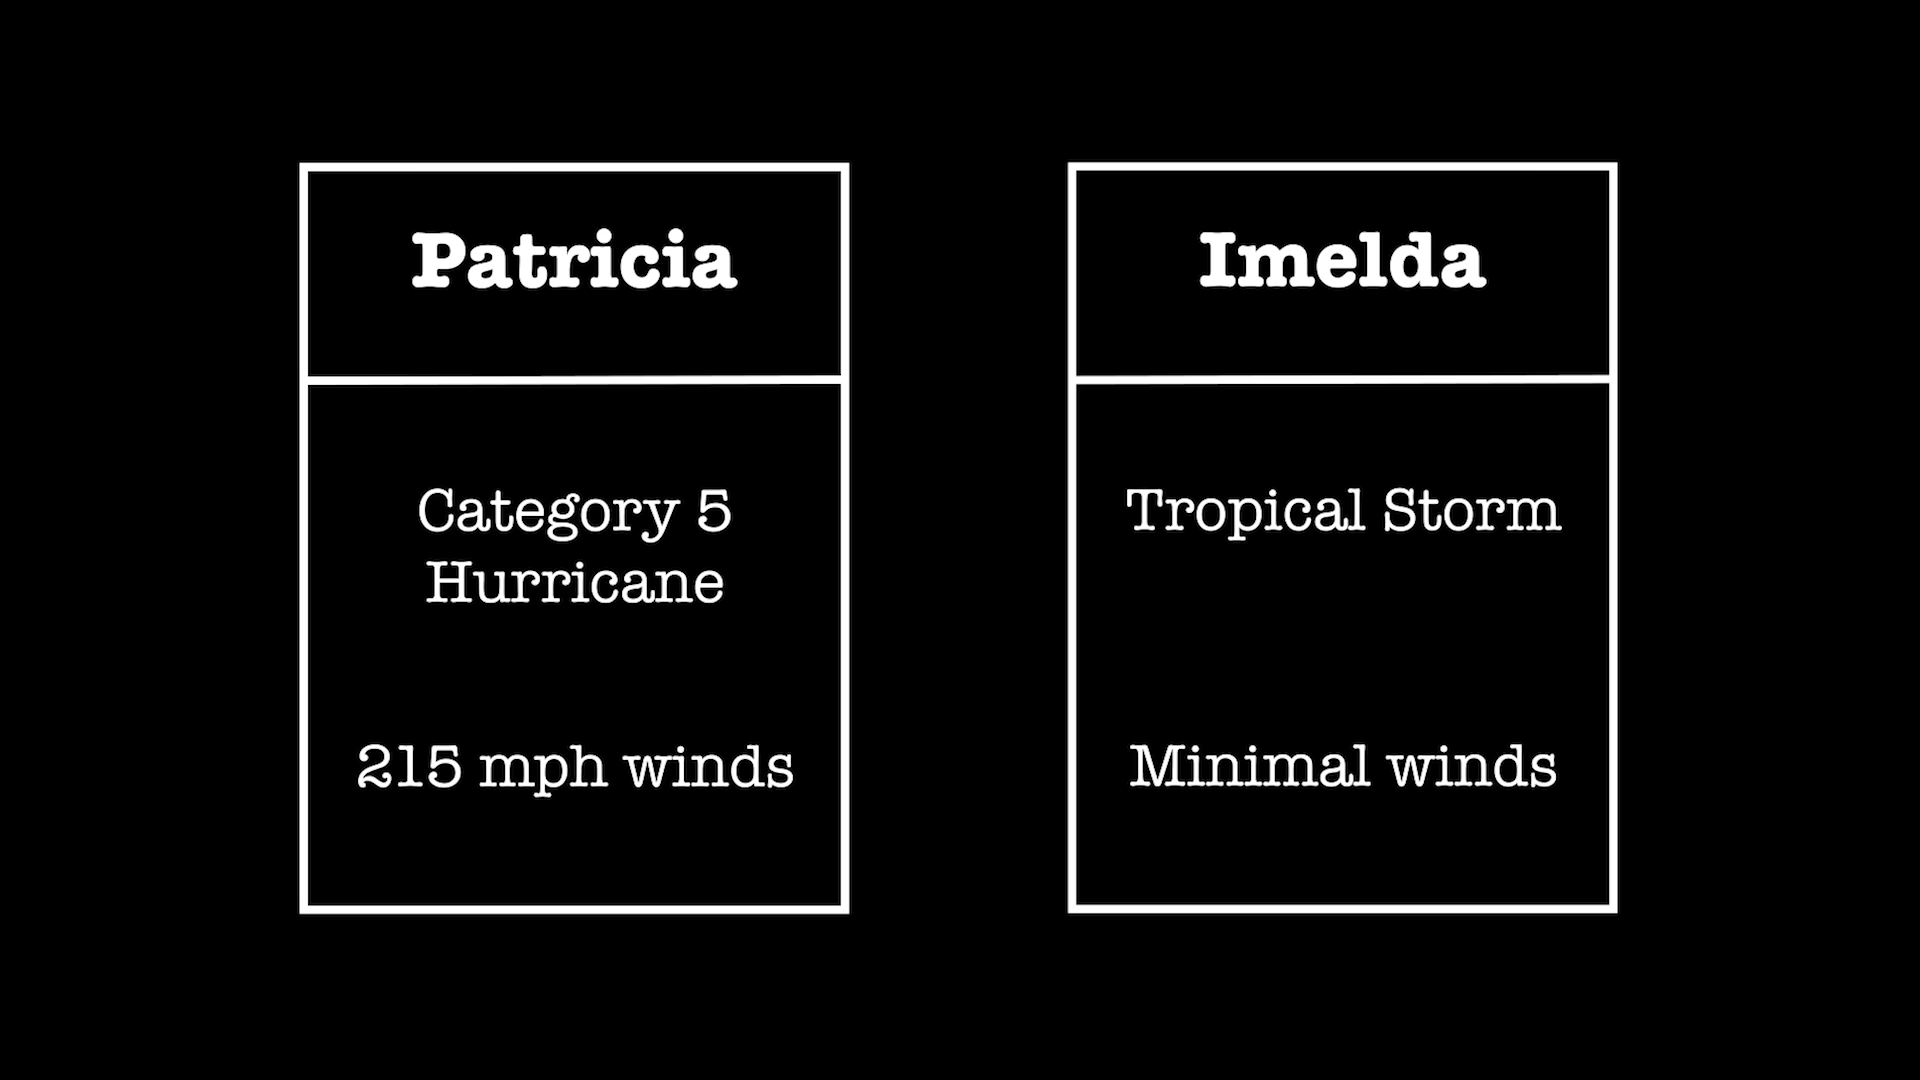 Patricia
Category 5
Hurricane
215 mph winds
Imelda
Tropical Storm
Minimal winds